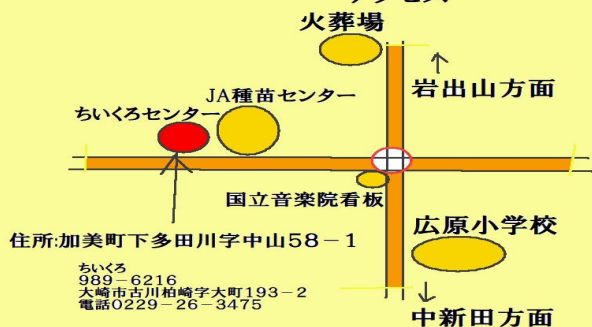 火葬場
岩出山方面
JA種苗センター
ちいくろセンター
国立音楽院看板
広原小学校
住所:加美町下多田川字中山58-1
ちいくろ
989-6216
大崎市古川柏崎字大町193-2
電話0229-26-3475
中新田方面